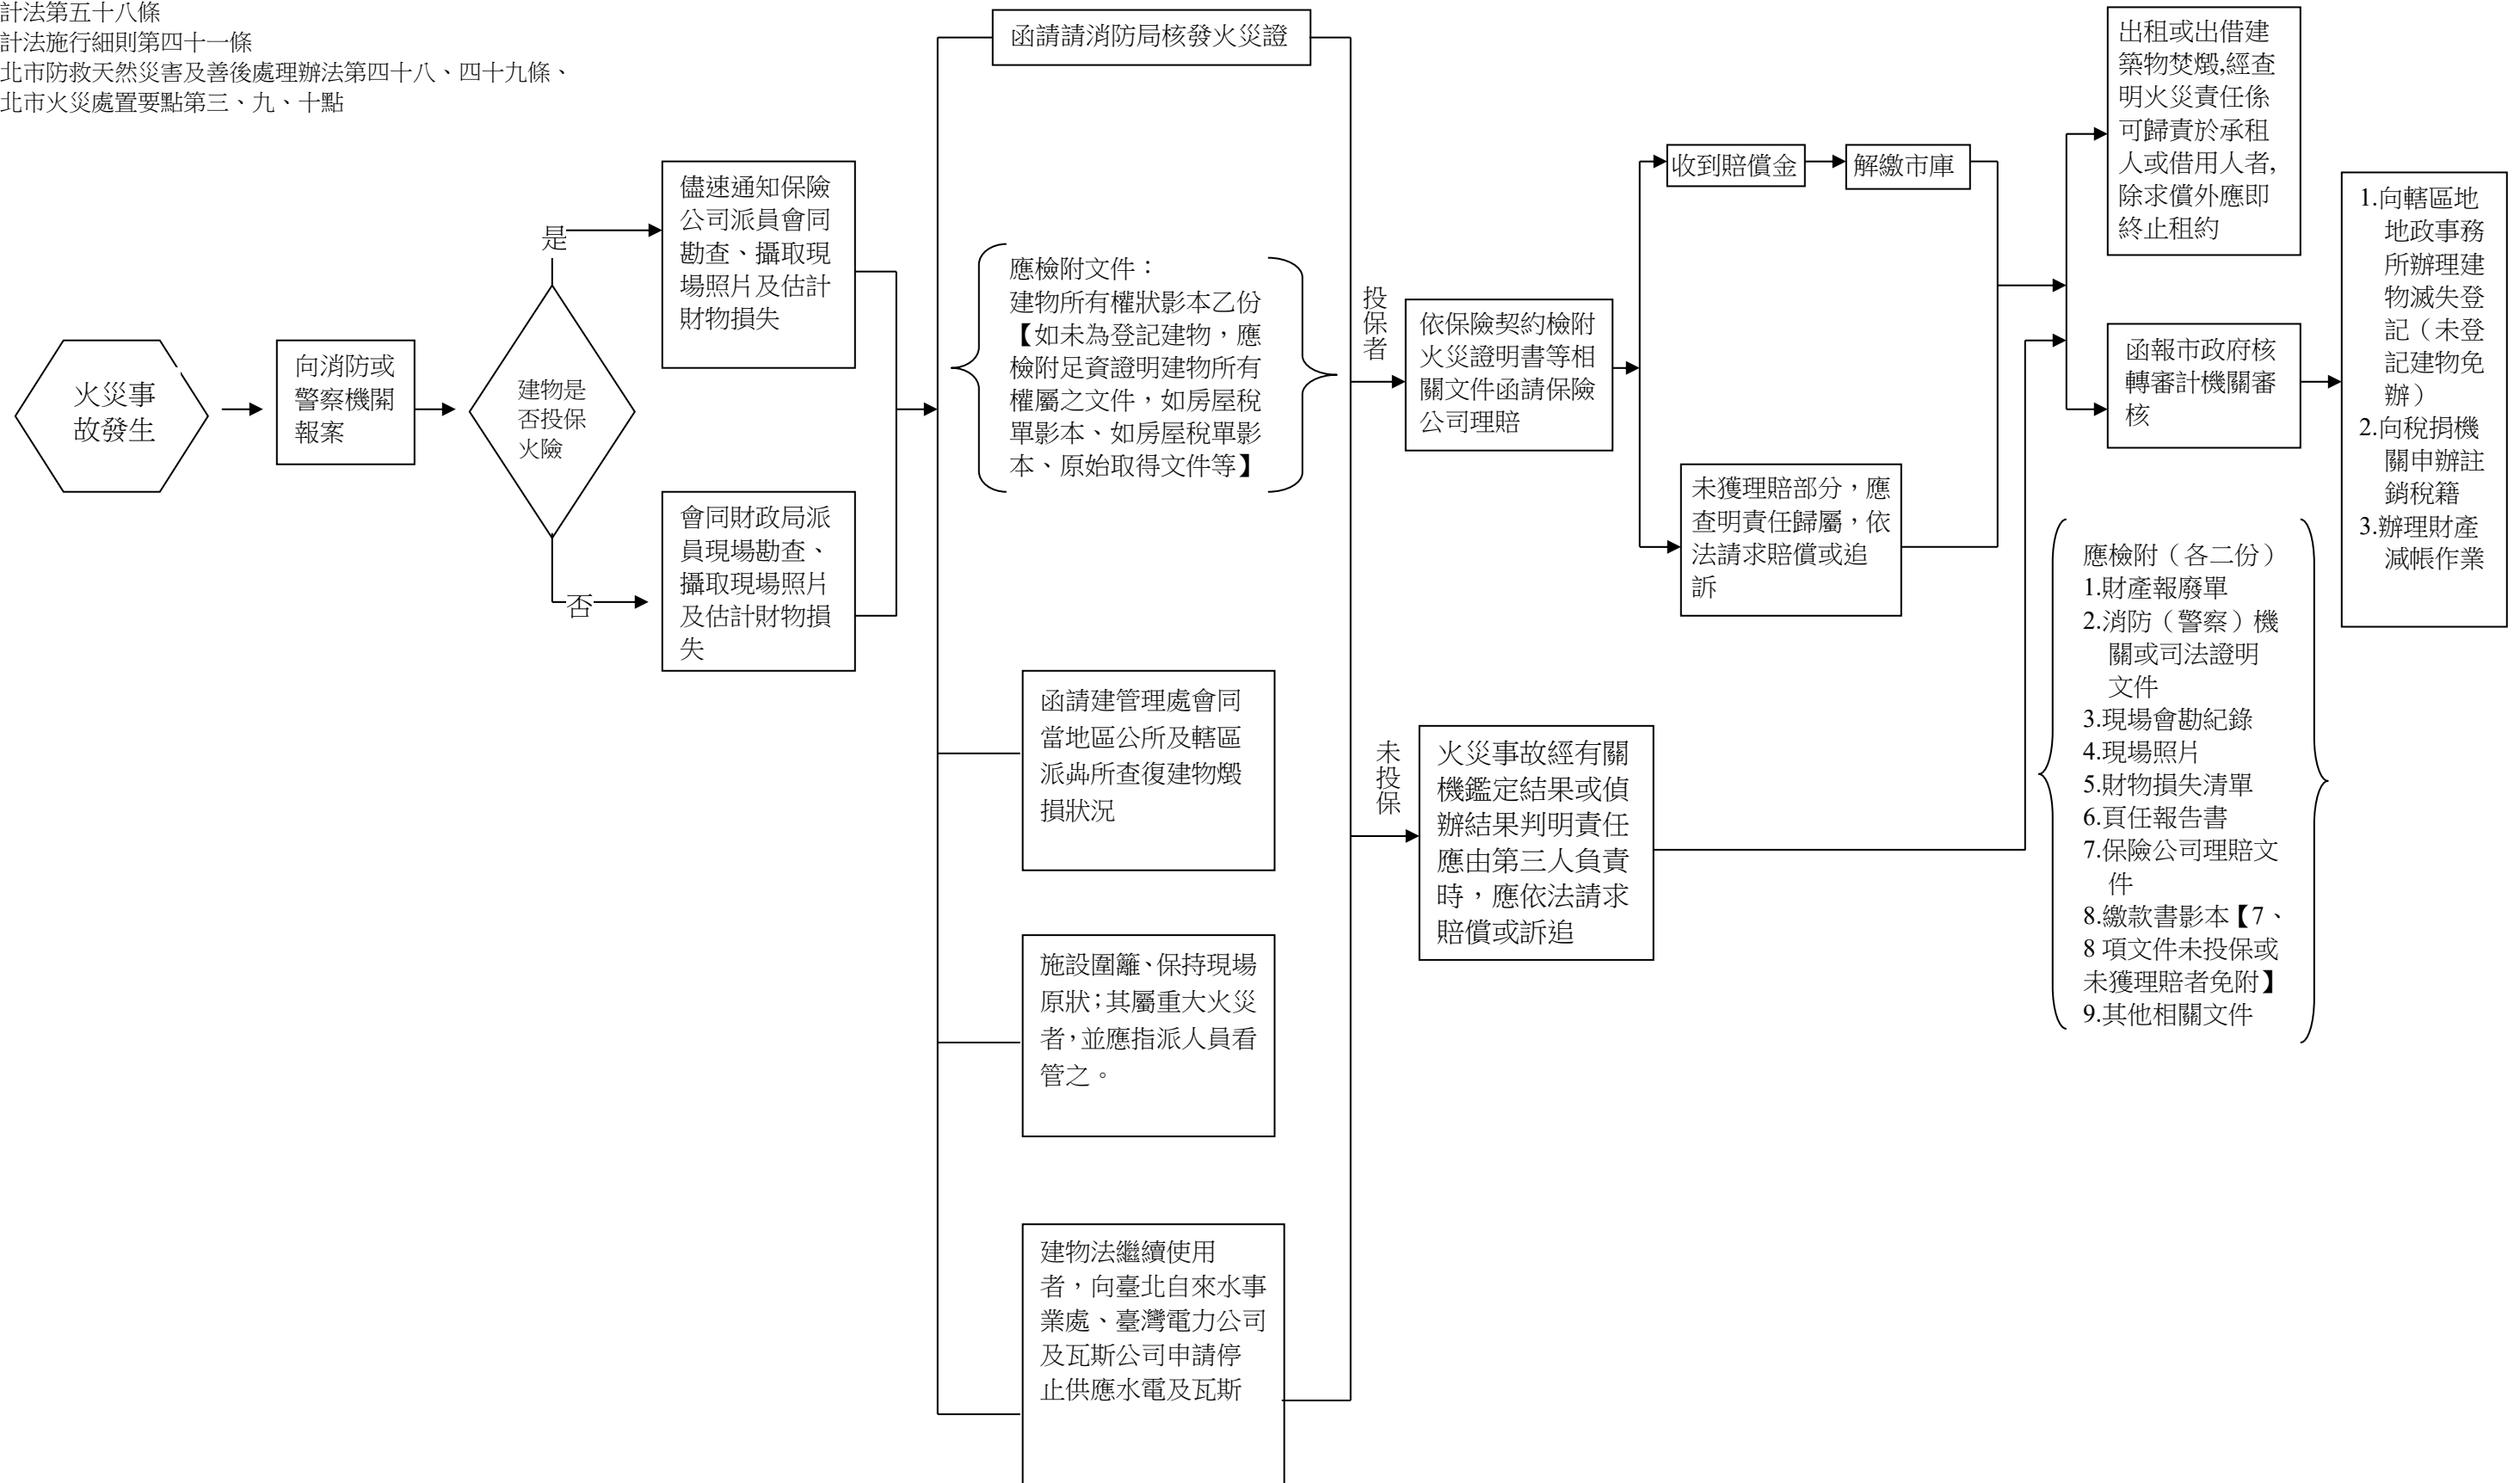 計法第五十八條
計法施行細則第四十一條
北市防救天然災害及善後處理辦法第四十八、四十九條、
北市火災處置要點第三、九、十點
火災事
故發生
向消防或
警察機關
報案
建物是
否投保
火險
是
否
儘速通知保險
公司派員會同
勘查、攝取現
場照片及估計
財物損失
會同財政局派
員現場勘查、
攝取現場照片
及估計財物損
失
函請請消防局核發火災證
應檢附文件：
建物所有權狀影本乙份
【如未為登記建物，應
檢附足資證明建物所有
權屬之文件，如房屋稅
單影本、如房屋稅單影
本、原始取得文件等】
函請建管理處會同
當地區公所及轄區
派出所查復建物燬
損狀況
施設圍籬、保持現場
原狀；其屬重大火災
者，並應指派人員看
管之。
建物法繼續使用
者，向臺北自來水事
業處、臺灣電力公司
及瓦斯公司申請停
止供應水電及瓦斯
投保者
依保險契約檢附
火災證明書等相
關文件函請保險
公司理賠
未投保
火災事故經有關
機鑑定結果或偵
辦結果判明責任
應由第三人負責
時，應依法請求
賠償或訴追
收到賠償金
解繳市庫
未獲理賠部分，應
查明責任歸屬，依
法請求賠償或追
訴
出租或出借建
築物焚燬,經查
明火災責任係
可歸責於承租
人或借用人者,
除求償外應即
終止租約
函報市政府核
轉審計機關審
核
應檢附（各二份）
1.財產報廢單
2.消防（警察）機
關或司法證明
文件
3.現場會勘紀錄
4.現場照片
5.財物損失清單
6.頁任報告書
7.保險公司理賠文
件
8.繳款書影本【7、
8 項文件未投保或
未獲理賠者免附】
9.其他相關文件
1.向轄區地
地政事務
所辦理建
物滅失登
記（未登
記建物免
辦）
2.向稅捐機
關申辦註
銷稅籍
3.辦理財產
減帳作業